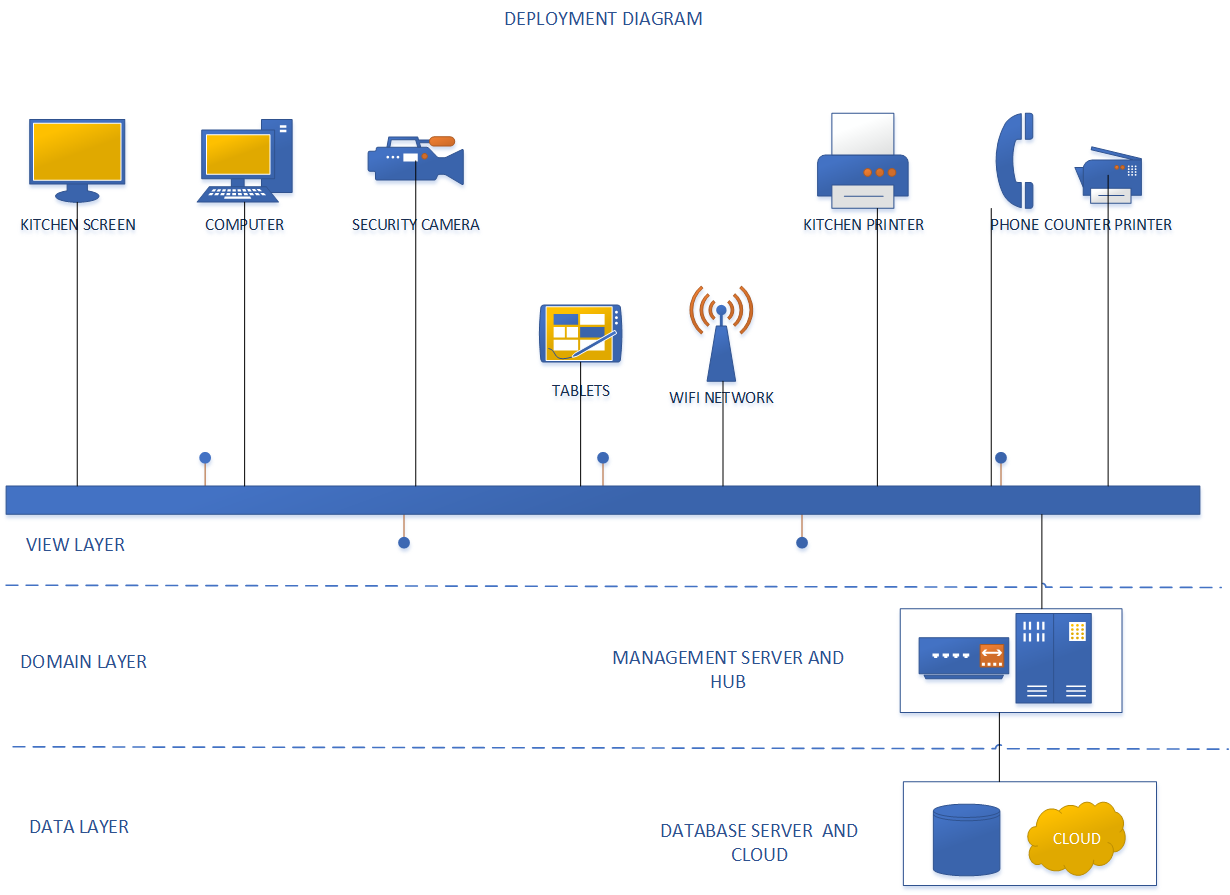 DEPLOYMENT DIAGRAM
KITCHEN SCREEN
COMPUTER
SECURITY CAMERA
KITCHEN PRINTER
PHONE
COUNTER PRINTER
TABLETS
WIFI NETWORK
VIEW LAYER
DOMAIN LAYER
MANAGEMENT SERVER AND
HUB
DATA LAYER
DATABASE SERVER AND
CLOUD
CLOUD